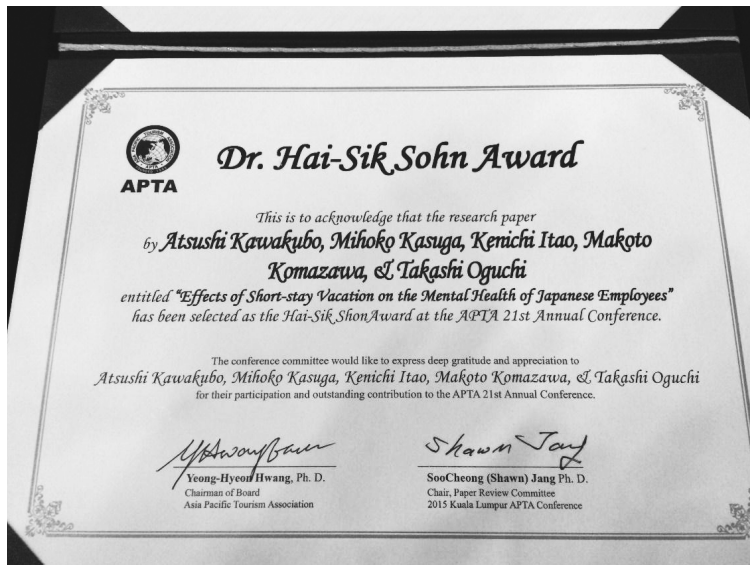 APTA
Dr. Hai-Sik Sohn Award
This is to acknowledge that the research paper
by Atsushi Kawakubo, Mihoko Kasuga, Kenichi Itao, Makoto
Komazawa, & Takashi Oguchi
entitled "Effects of Short-stay Vacation on the Mental Health of Japanese Employees"
has been selected as the Hai-Sik ShonAward at the APTA 21st Annual Conference.
The conference committee would like to express deep gratitude and appreciation to
Atsushi Kawakubo, Mihoko Kasuga, Kenichi Itao, Makoto Komazawa, & Takashi Oguchi
for their participation and outstanding contribution to the APTA 21st Annual Conference.
Shawn Jang
Yeong-Hyeon Hwang, Ph. D.
Chairman of Board
Asia Pacific Tourism Association
SooCheong (Shawn) Jang Ph. D.
Chair, Paper Review Committee
2015 Kuala Lumpur APTA Conference